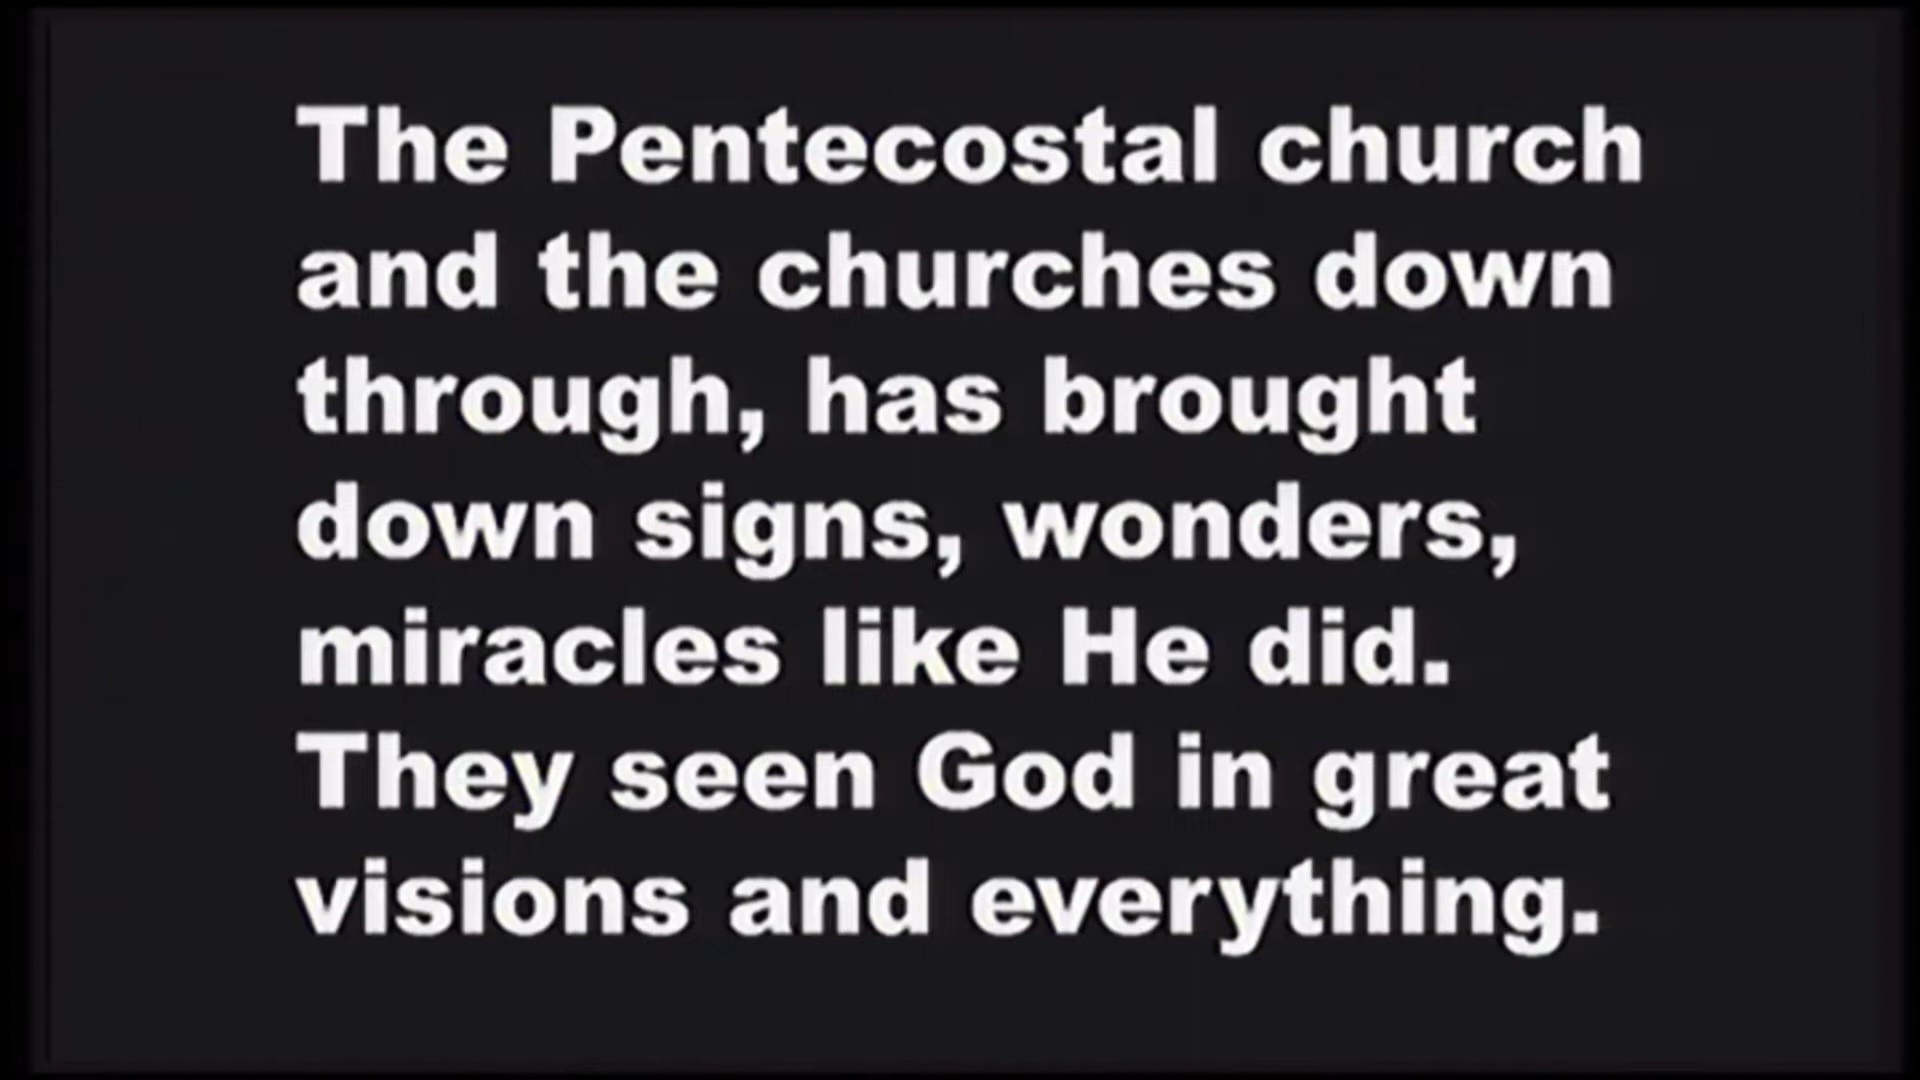 The Pentecostal church
and the churches down
through, has brought
down signs, wonders,
miracles like He did.
They seen God in great
visions and everything.